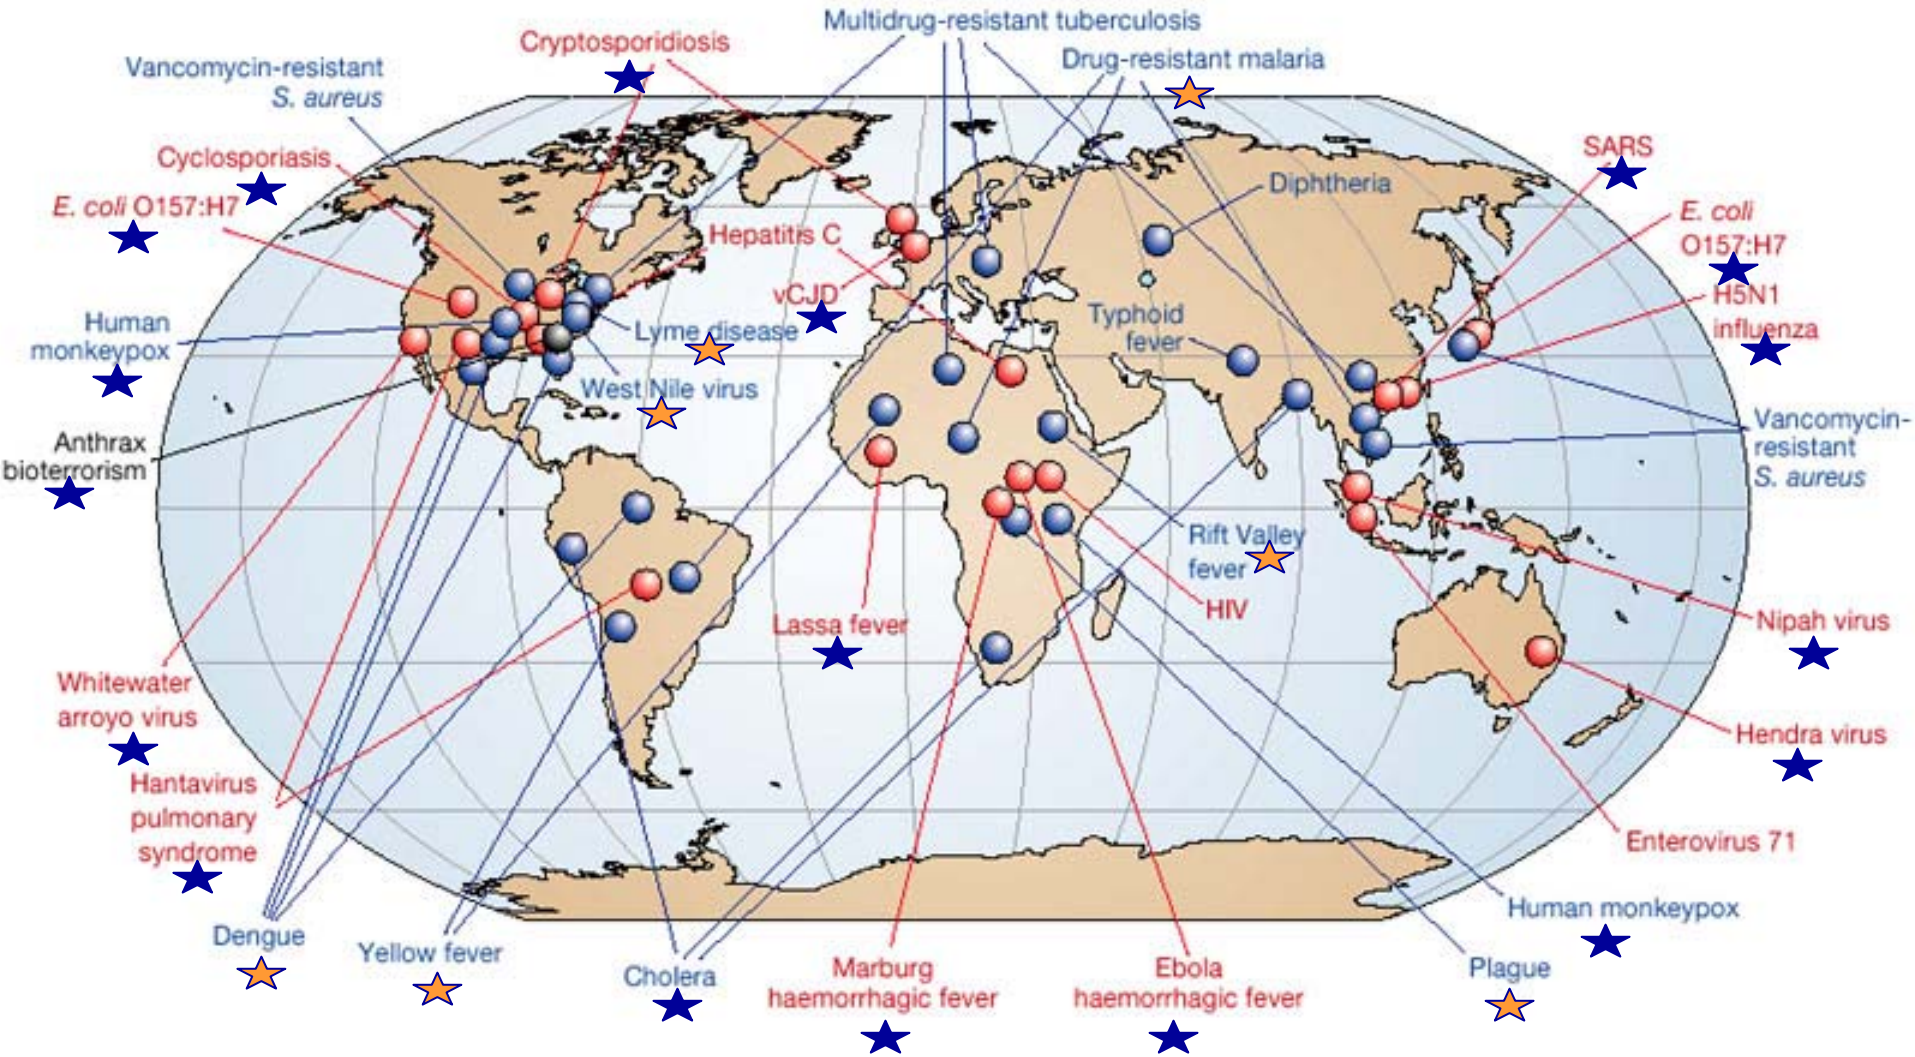 Multidrug-resistant tuberculosis
Cryptosporidiosis
Drug-resistant malaria
Vancomycin-resistant
S. aureus
Cyclosporiasis
E. coli O157:H7
SARS
Diphtheria
E. coli
O157:H7
Hepatitis C
vCJD
H5N1
influenza
Human
monkeypox
Lyme disease
Typhoid
fever
West Nile virus
Anthrax
bioterrorism
Vancomycin-
resistant
S. aureus
Rift Valley
fever
HIV
Lassa fever
Nipah virus
Whitewater
arroyo virus
Hendra virus
Hantavirus
pulmonary
syndrome
Enterovirus 71
Human monkeypox
Dengue
Yellow fever
Cholera
Marburg
haemorrhagic fever
Ebola
haemorrhagic fever
Plague